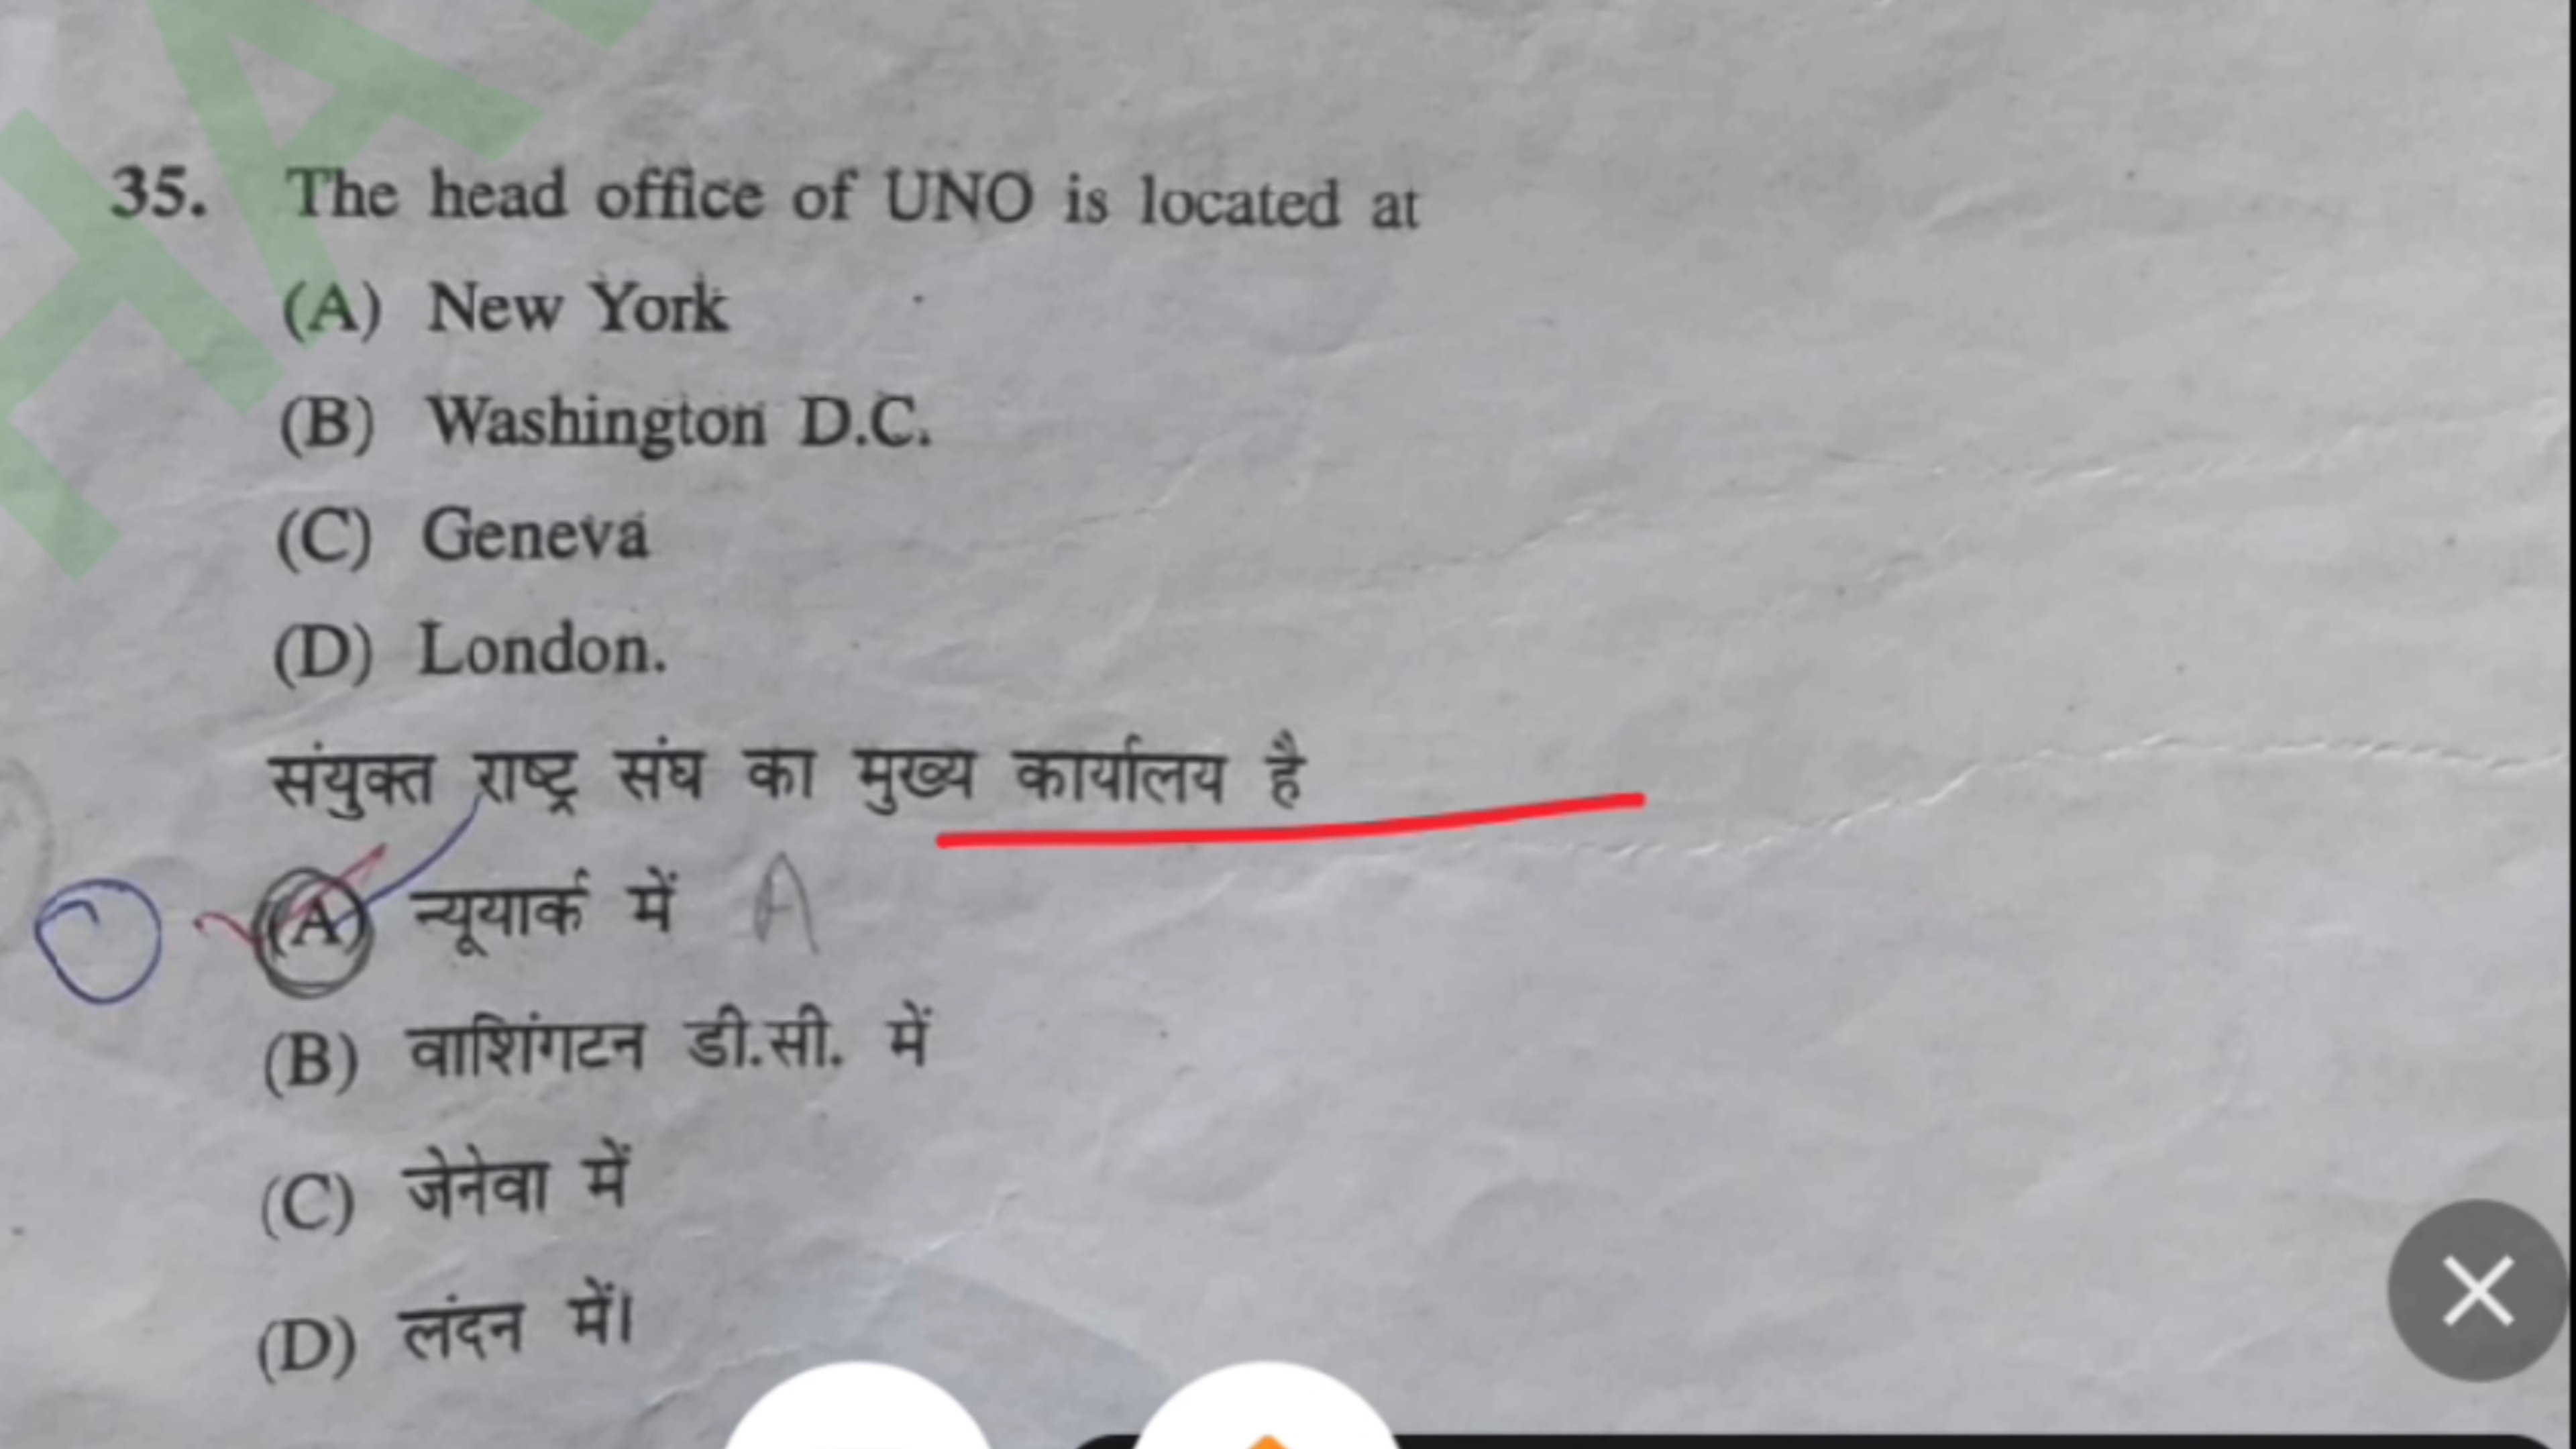 35. The head office of UNO is located at
(A) New York
(B) Washington D.C.
(C) Geneva
(D) London.
संयुक्त राष्ट्र संघ का मुख्य कार्यालय है
(A) न्यूयार्क में A
(B) वाशिंगटन डी.सी. में
(C) जेनेवा में
(D) लंदन में।